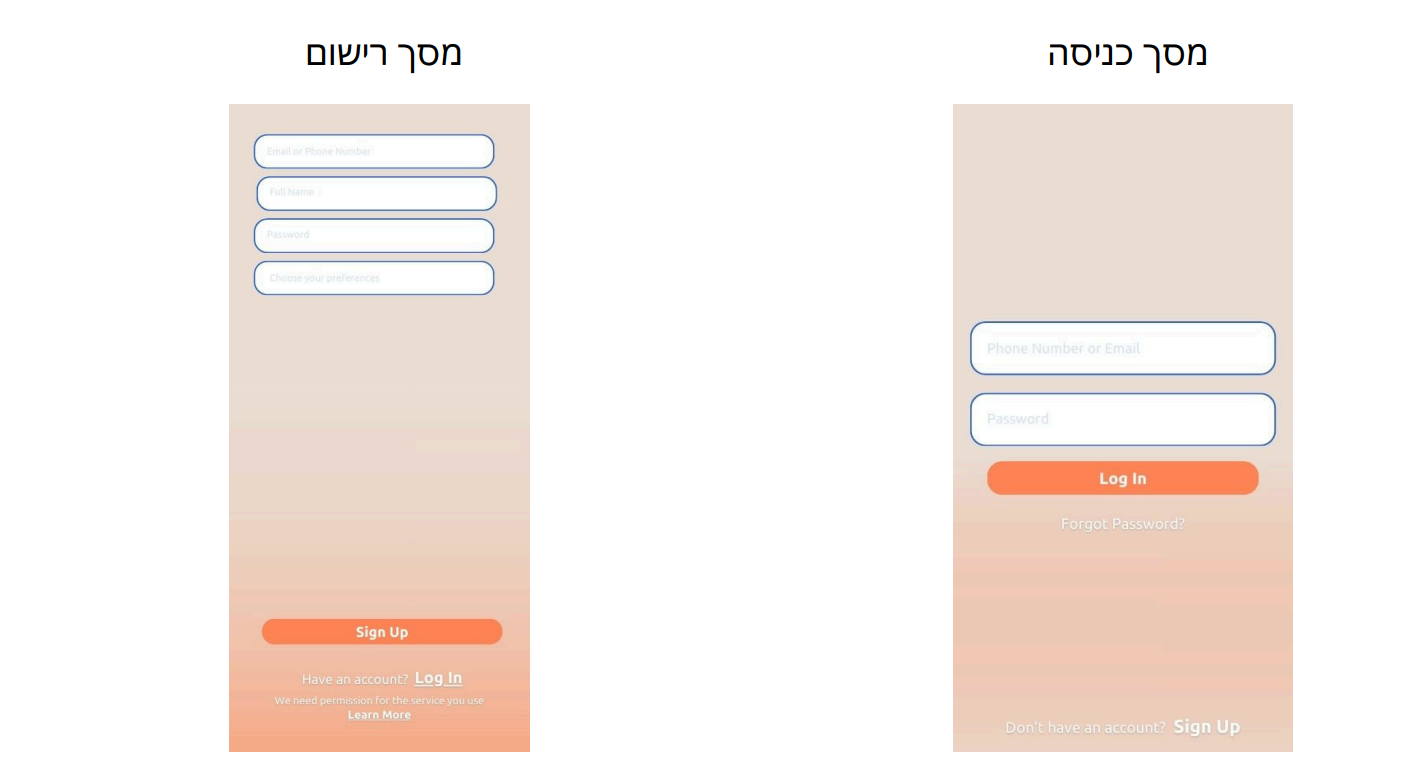 מסך רישום
Email or Phone Number
Full Name
Password
Choose your preferences
Sign Up
Have an account? Log In
We need permission for the service you use
Learn More
מסך כניסה
Phone Number or Email
Password
Log In
Forgot Password?
Don't have an account? Sign Up